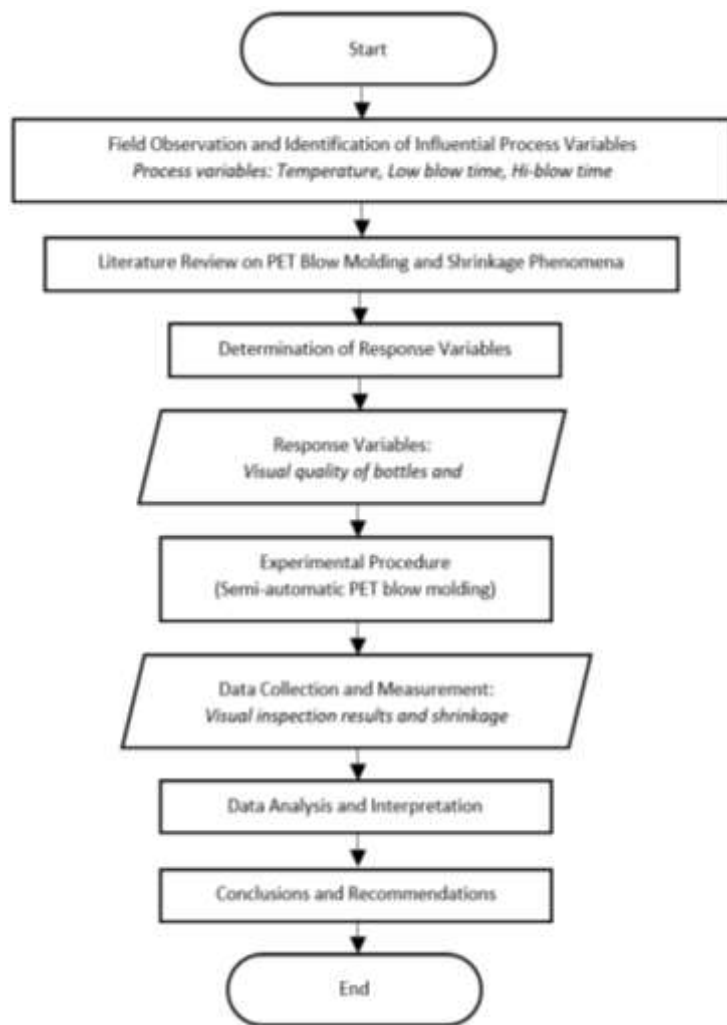 Start
Field Observation and Identification of Influential Process Variables
Process variables: Temperature, Low blow time, Hi-blow time
Literature Review on PET Blow Molding and Shrinkage Phenomena
Determination of Response Variables
Response Variables:
Visual quality of bottles and
Experimental Procedure
(Semi-automatic PET blow molding)
Data Collection and Measurement:
Visual inspection results and shrinkage
Data Analysis and Interpretation
Conclusions and Recommendations
End